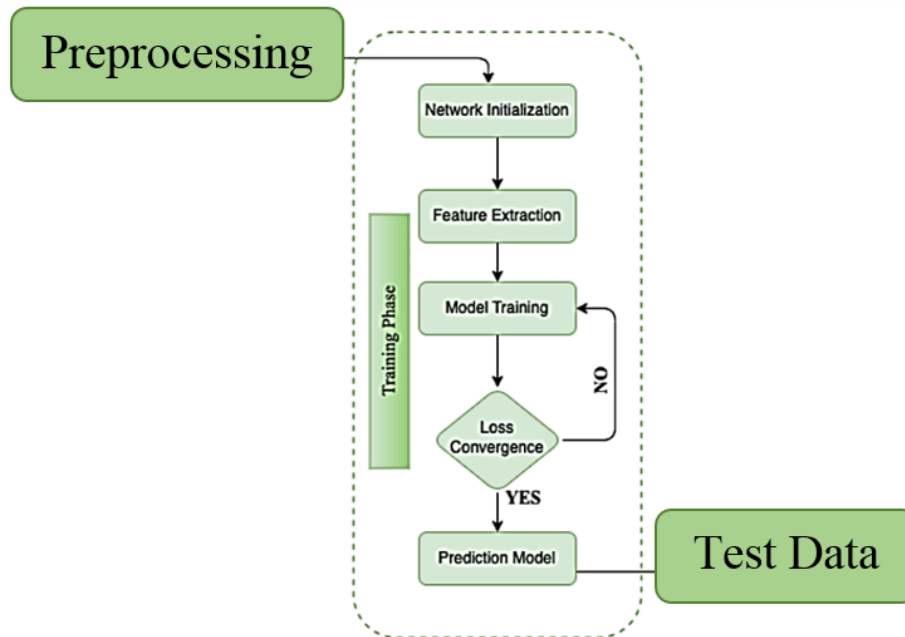 Preprocessing
Network Initialization
Feature Extraction
Training Phase
Model Training
NO
Loss
Convergence
YES
Prediction Model
Test Data